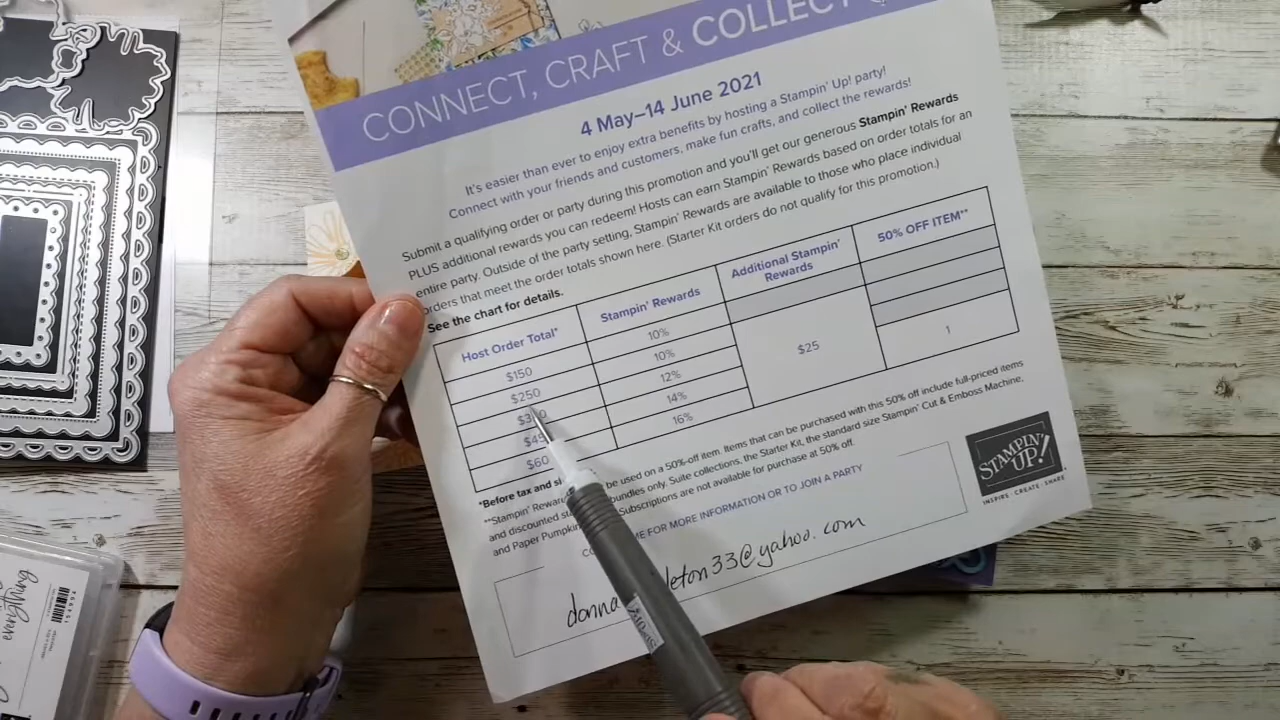 CONNECT, CRAFT & COLLECT
4 May–14 June 2021
It's easier than ever to enjoy extra benefits by hosting a Stampin' Up! party!
Connect with your friends and customers, make fun crafts, and collect the rewards!
Submit a qualifying order or party during this promotion and you'll get our generous Stampin' Rewards
PLUS additional rewards you can redeem! Hosts can earn Stampin' Rewards based on order totals for an
entire party. Outside of the party setting, Stampin' Rewards are available to those who place individual
orders that meet the order totals shown here. (Starter Kit orders do not qualify for this promotion.)
See the chart for details.
Host Order Total* Stampin' Rewards Additional Stampin' Rewards 50% OFF ITEM**
$150 10%
$250 10% $25
12%
14% 1
16%
*Before tax and
**Stampin' be used on a 50%-off item. Items that can be purchased with this 50% off include full-priced items
and discounted bundles only. Suite collections, the Starter Kit, the standard size Stampin' Cut & Emboss Machine,
and Paper Pumpkin Subscriptions are not available for purchase at 50% off.
ME FOR MORE INFORMATION OR TO JOIN A PARTY
donna leton33@yahoo.com
STAMPIN' UP!
INSPIRE · CREATE · SHARE
everything